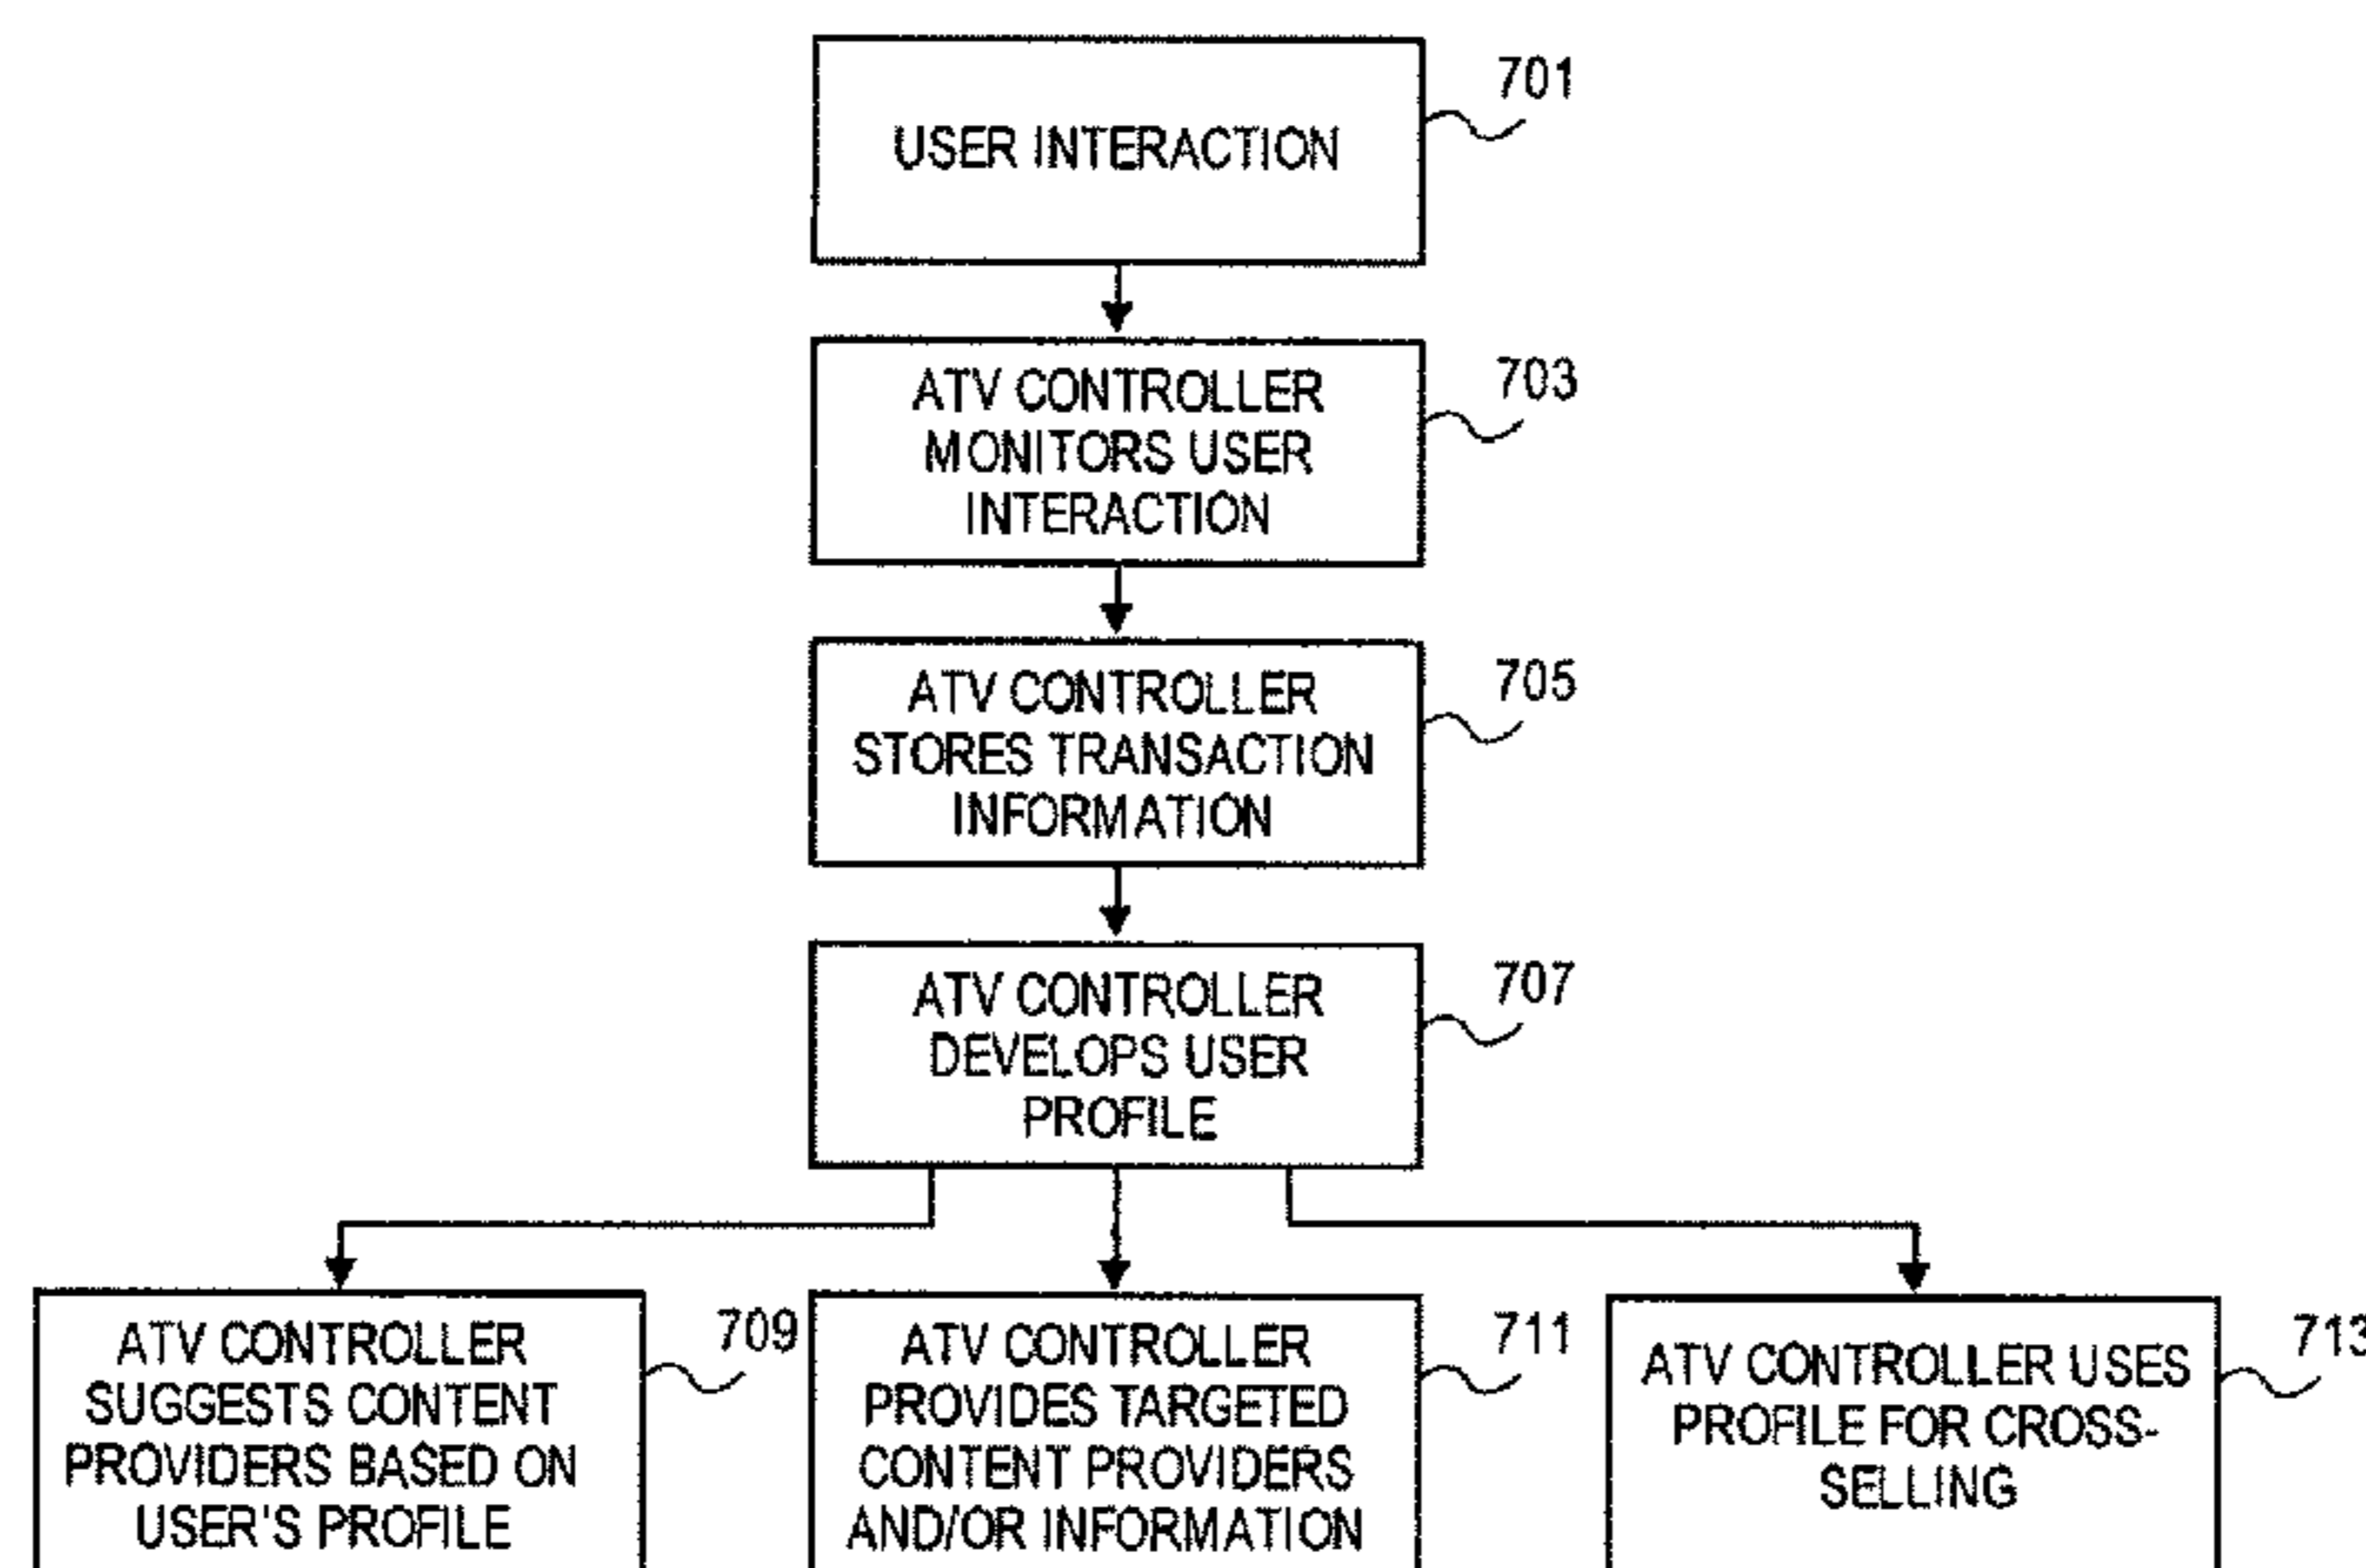 701
USER INTERACTION
703
ATV CONTROLLER
MONITORS USER
INTERACTION
705
ATV CONTROLLER
STORES TRANSACTION
INFORMATION
707
ATV CONTROLLER
DEVELOPS USER
PROFILE
709
ATV CONTROLLER
SUGGESTS CONTENT
PROVIDERS BASED ON
USER'S PROFILE
711
ATV CONTROLLER
PROVIDES TARGETED
CONTENT PROVIDERS
AND/OR INFORMATION
713
ATV CONTROLLER USES
PROFILE FOR CROSS-
SELLING